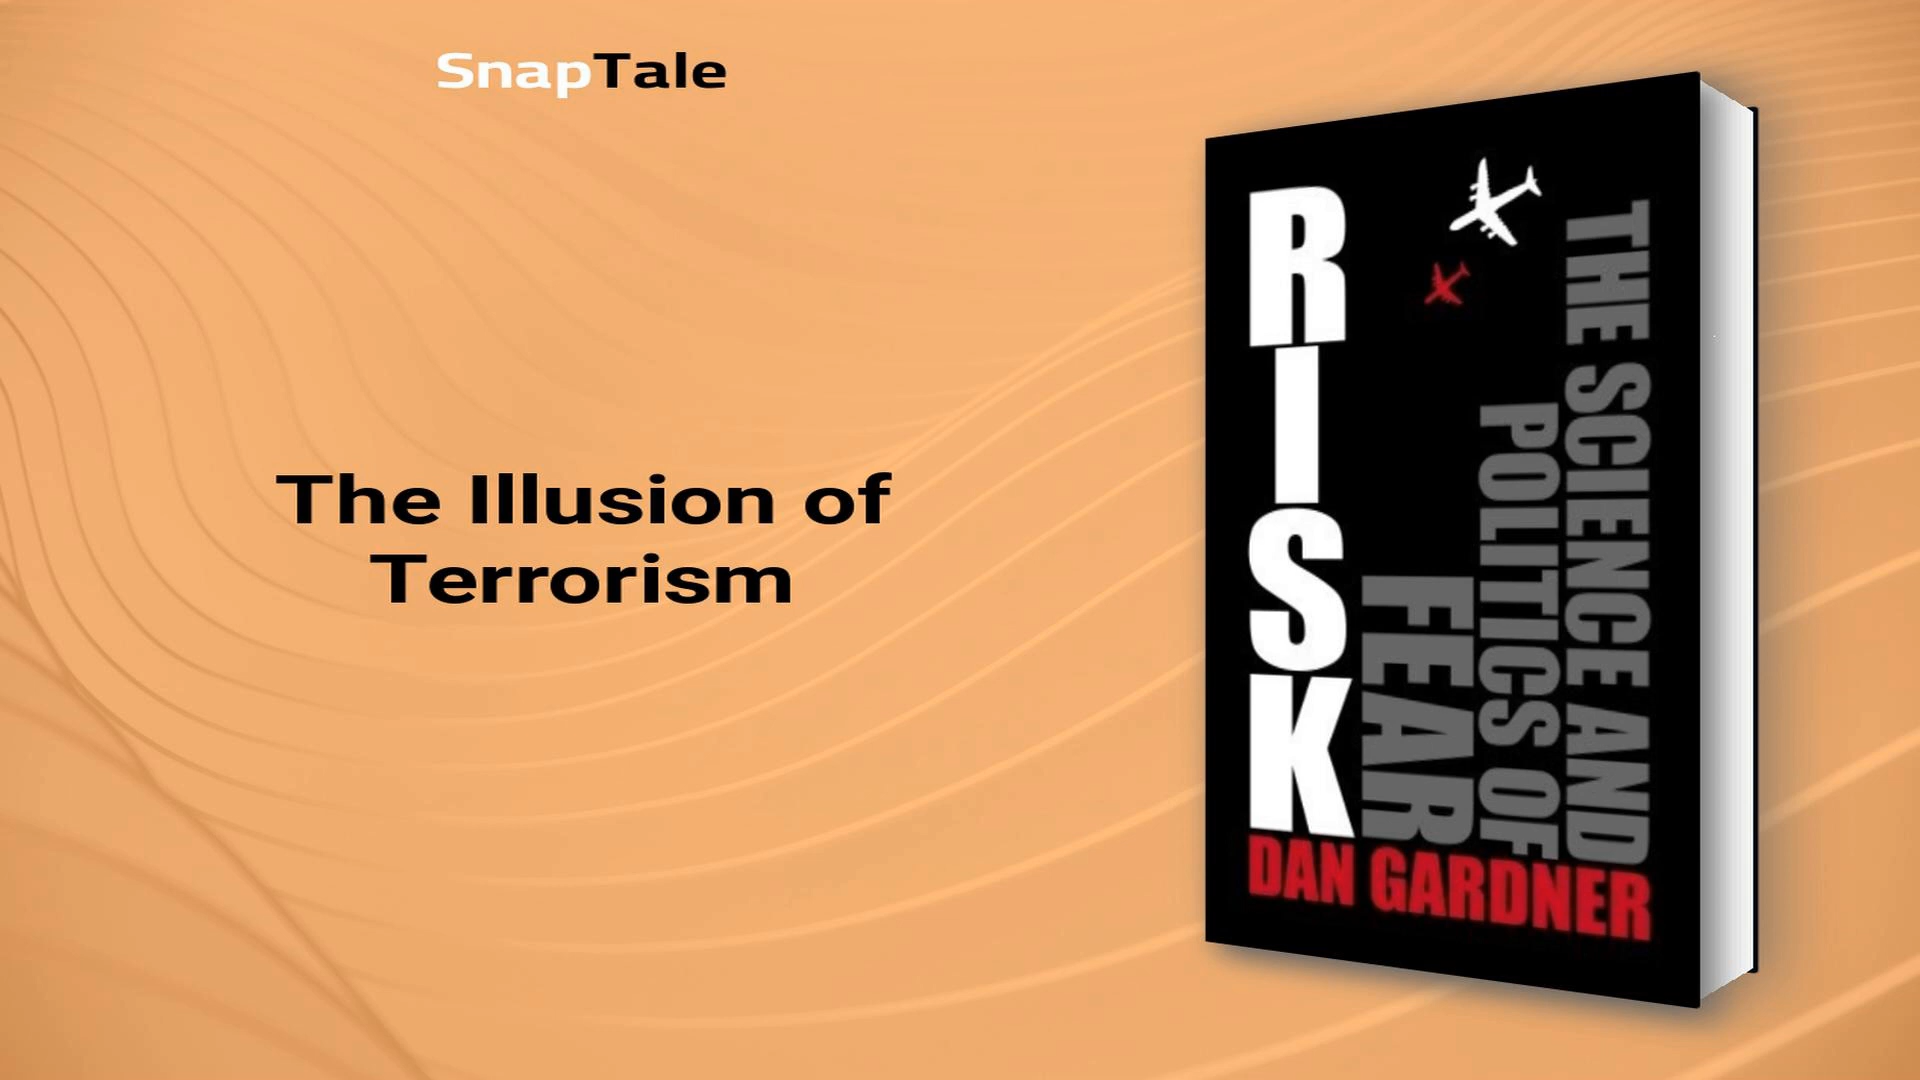 SnapTale
The Illusion of
Terrorism
RISK
THE SCIENCE AND
POLITICS OF
FEAR
DAN GARDNER